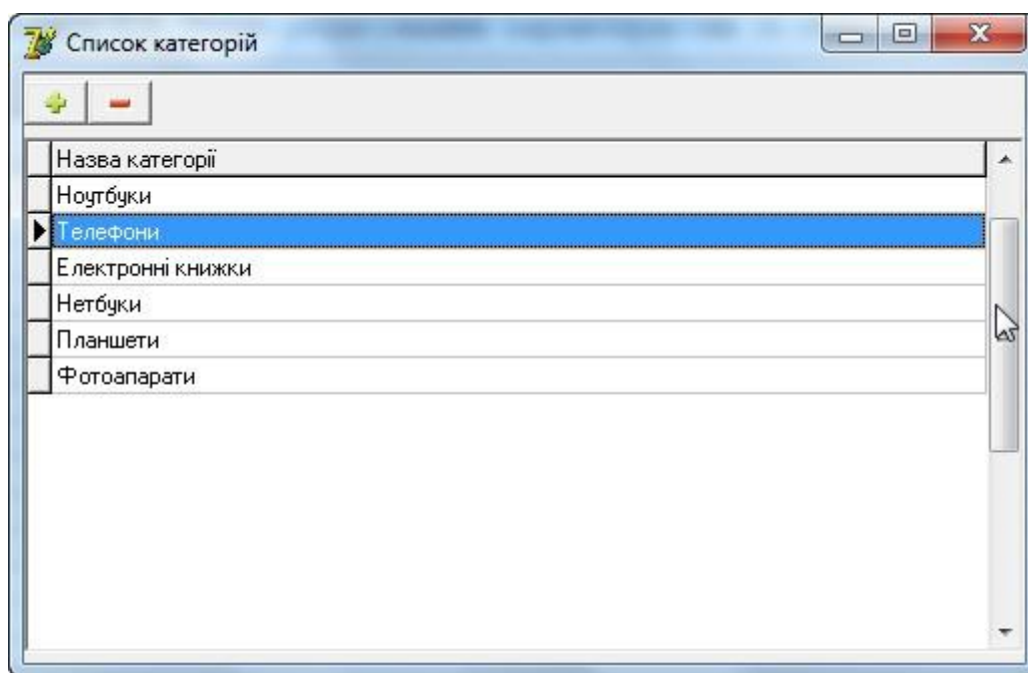 Список категорій
Назва категорії
Ноутбуки
Телефони
Електронні книжки
Нетбуки
Планшети
Фотоапарати